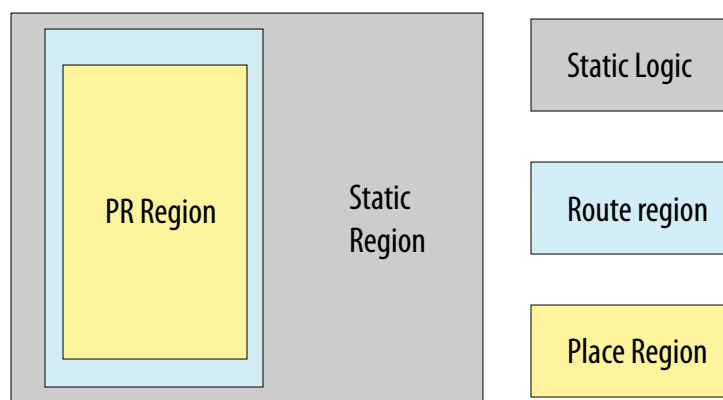 PR Region
Static
Region
Static Logic
Route region
Place Region